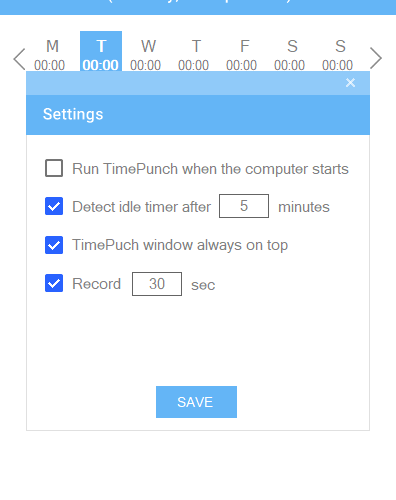 M T W T F S S
00:00 00:00 00:00 00:00 00:00 00:00 00:00
×
Settings
Run TimePunch when the computer starts
Detect idle timer after 5 minutes
TimePuch window always on top
Record 30 sec
SAVE